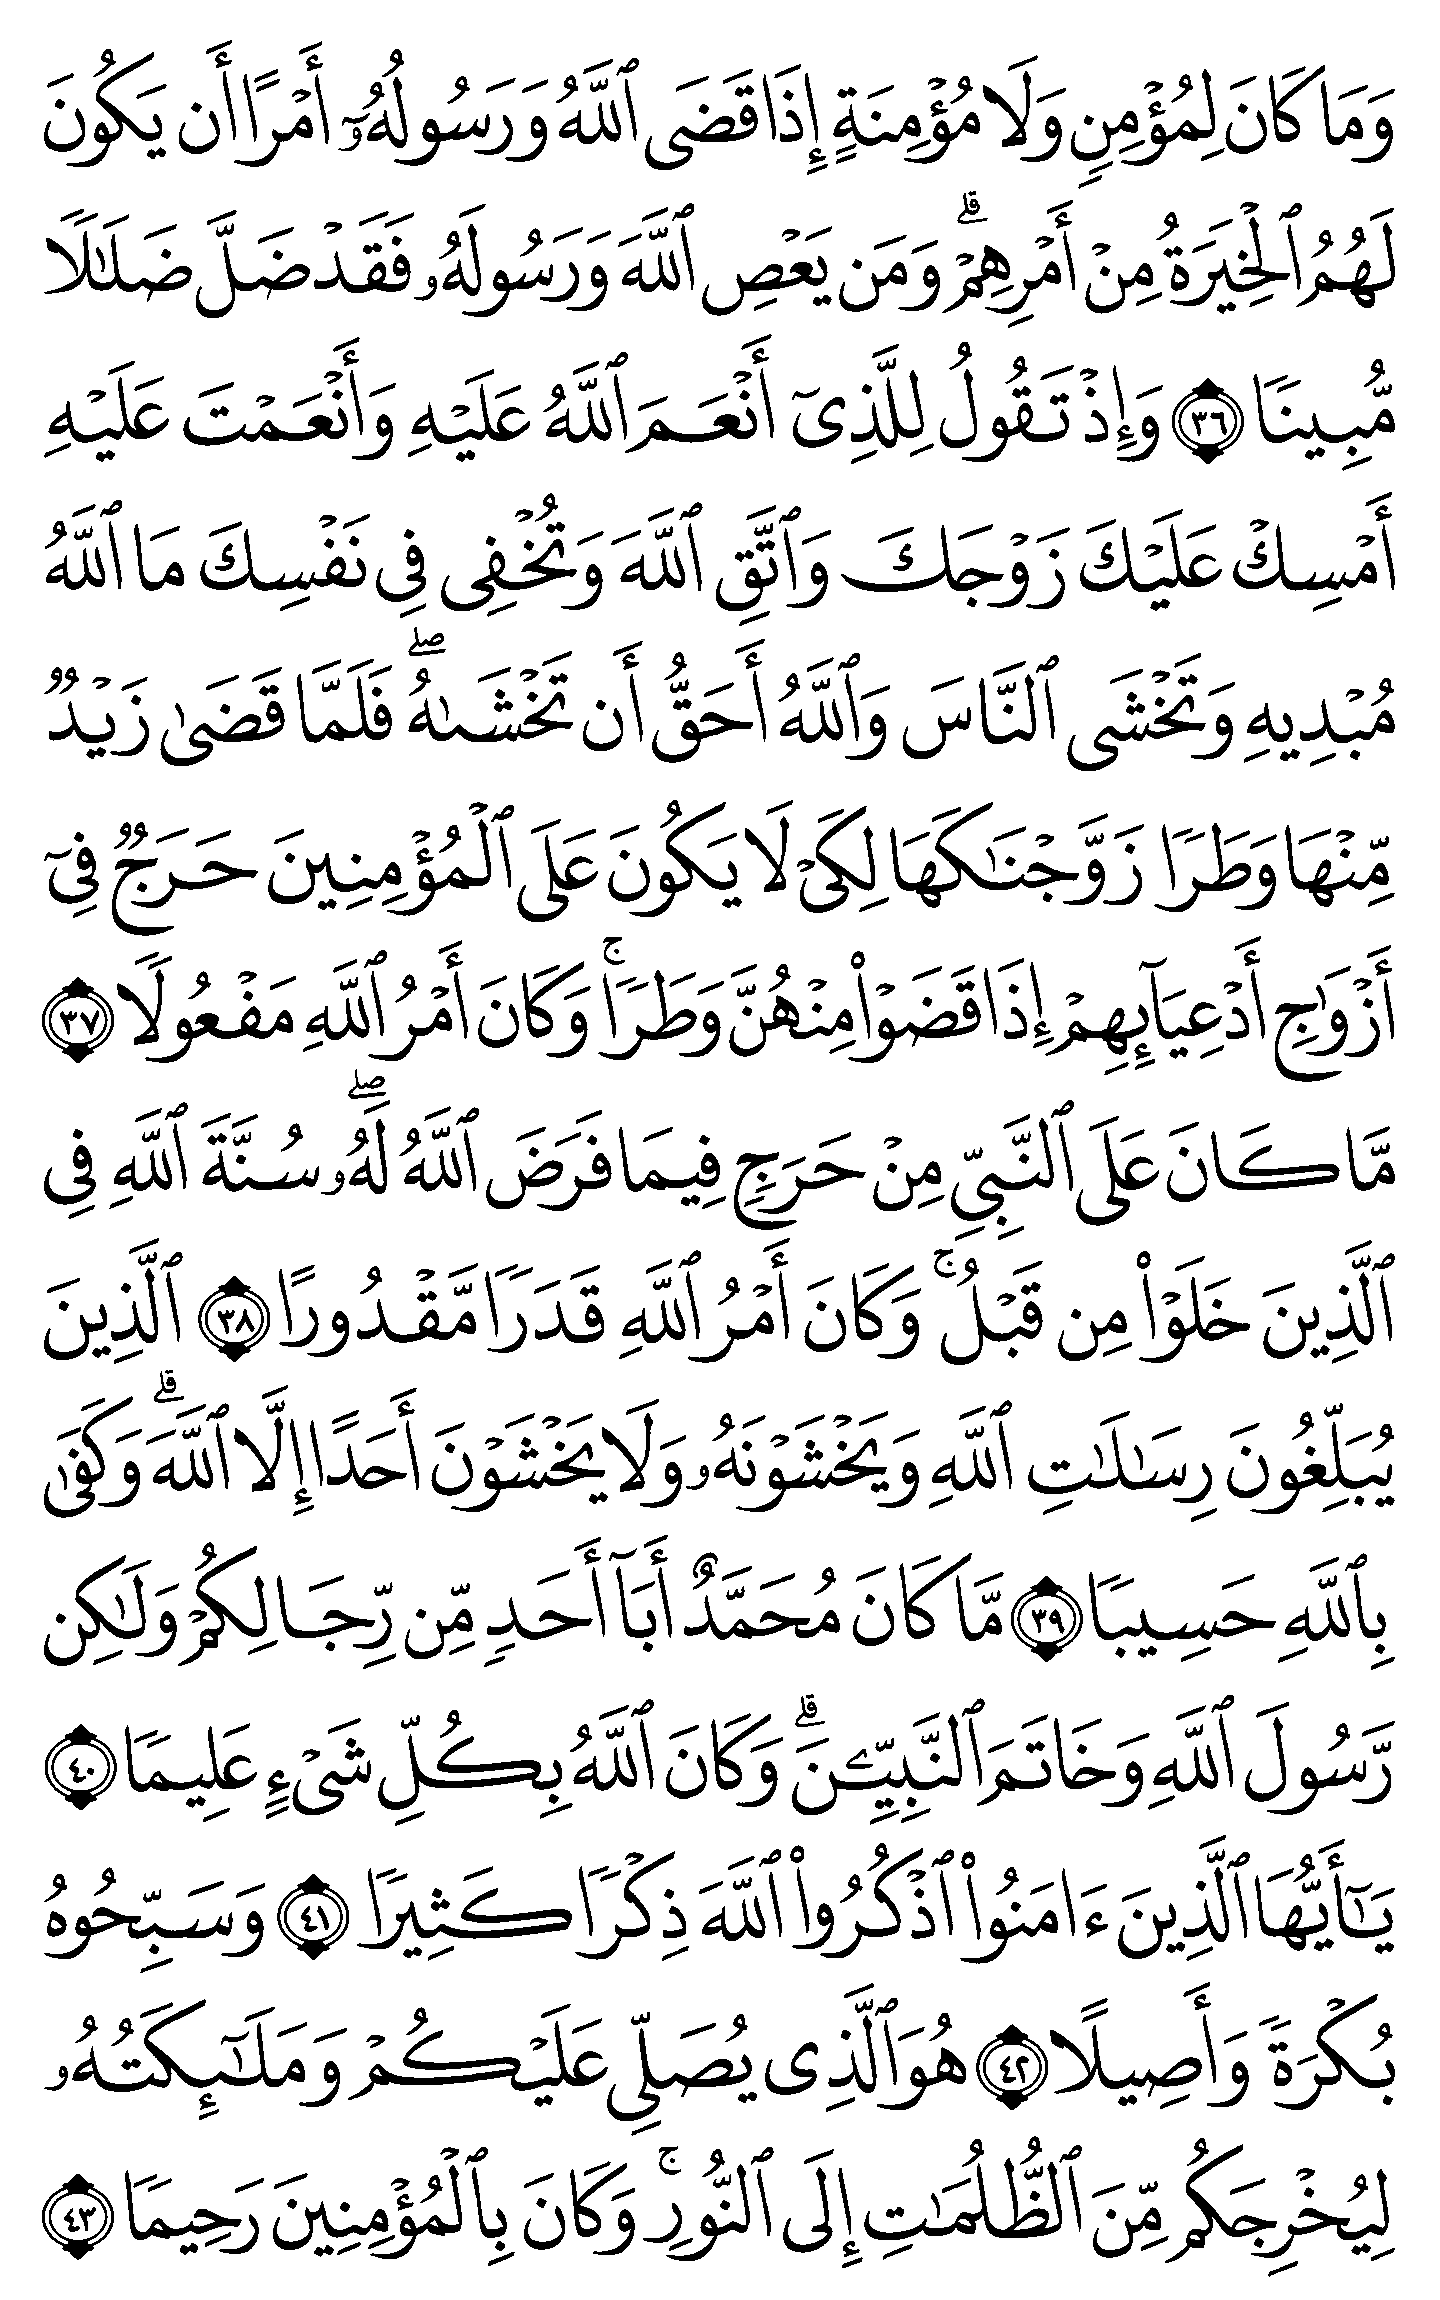 وَمَا كَانَ لِمُؤۡمِنٖ وَلَا مُؤۡمِنَةٍ إِذَا قَضَى ٱللَّهُ وَرَسُولُهُۥٓ أَمۡرًا أَن يَكُونَ
لَهُمُ ٱلۡخِيَرَةُ مِنۡ أَمۡرِهِمۡۗ وَمَن يَعۡصِ ٱللَّهَ وَرَسُولَهُۥ فَقَدۡ ضَلَّ ضَلَٰلٗا
مُّبِينٗا ٣٦ وَإِذۡ تَقُولُ لِلَّذِيٓ أَنۡعَمَ ٱللَّهُ عَلَيۡهِ وَأَنۡعَمۡتَ عَلَيۡهِ
أَمۡسِكۡ عَلَيۡكَ زَوۡجَكَ وَٱتَّقِ ٱللَّهَ وَتُخۡفِي فِي نَفۡسِكَ مَا ٱللَّهُ
مُبۡدِيهِ وَتَخۡشَى ٱلنَّاسَ وَٱللَّهُ أَحَقُّ أَن تَخۡشَىٰهُۖ فَلَمَّا قَضَىٰ زَيۡدٞ
مِّنۡهَا وَطَرٗا زَوَّجۡنَٰكَهَا لِكَيۡ لَا يَكُونَ عَلَى ٱلۡمُؤۡمِنِينَ حَرَجٞ فِيٓ
أَزۡوَٰجِ أَدۡعِيَآئِهِمۡ إِذَا قَضَوۡاْ مِنۡهُنَّ وَطَرٗاۚ وَكَانَ أَمۡرُ ٱللَّهِ مَفۡعُولٗا ٣٧
مَّا كَانَ عَلَى ٱلنَّبِيِّ مِنۡ حَرَجٖ فِيمَا فَرَضَ ٱللَّهُ لَهُۥۖ سُنَّةَ ٱللَّهِ فِي
ٱلَّذِينَ خَلَوۡاْ مِن قَبۡلُۚ وَكَانَ أَمۡرُ ٱللَّهِ قَدَرٗا مَّقۡدُورًا ٣٨ ٱلَّذِينَ
يُبَلِّغُونَ رِسَٰلَٰتِ ٱللَّهِ وَيَخۡشَوۡنَهُۥ وَلَا يَخۡشَوۡنَ أَحَدًا إِلَّا ٱللَّهَۗ وَكَفَىٰ
بِٱللَّهِ حَسِيبٗا ٣٩ مَّا كَانَ مُحَمَّدٌ أَبَآ أَحَدٖ مِّن رِّجَالِكُمۡ وَلَٰكِن
رَّسُولَ ٱللَّهِ وَخَاتَمَ ٱلنَّبِيِّـۧنَۗ وَكَانَ ٱللَّهُ بِكُلِّ شَيۡءٍ عَلِيمٗا ٤٠
يَٰٓأَيُّهَا ٱلَّذِينَ ءَامَنُواْ ٱذۡكُرُواْ ٱللَّهَ ذِكۡرٗا كَثِيرٗا ٤١ وَسَبِّحُوهُ
بُكۡرَةٗ وَأَصِيلًا ٤٢ هُوَ ٱلَّذِي يُصَلِّي عَلَيۡكُمۡ وَمَلَٰٓئِكَتُهُۥ
لِيُخۡرِجَكُم مِّنَ ٱلظُّلُمَٰتِ إِلَى ٱلنُّورِۚ وَكَانَ بِٱلۡمُؤۡمِنِينَ رَحِيمٗا ٤٣